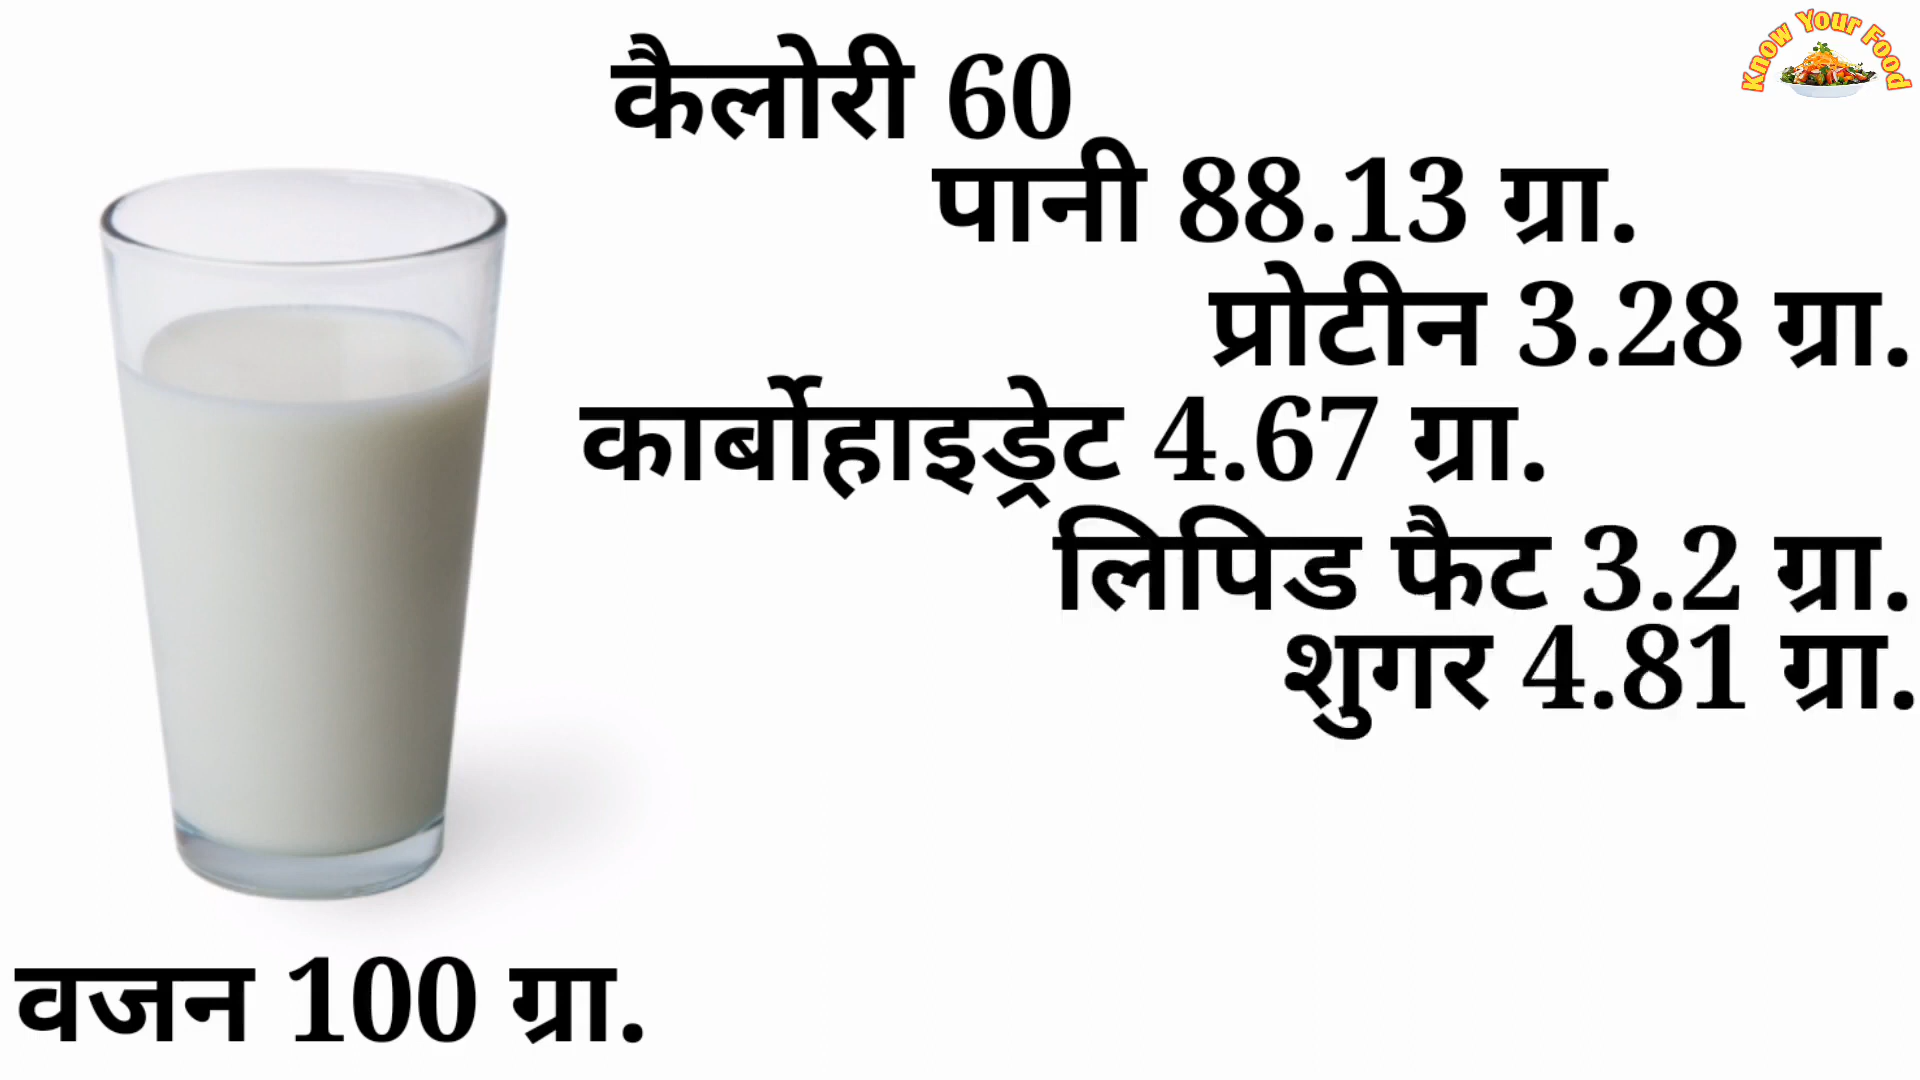 Know Your Food
कैलोरी 60
पानी 88.13 ग्रा.
प्रोटीन 3.28 ग्रा.
कार्बोहाइड्रेट 4.67 ग्रा.
लिपिड फैट 3.2 ग्रा.
शुगर 4.81 ग्रा.
वजन 100 ग्रा.